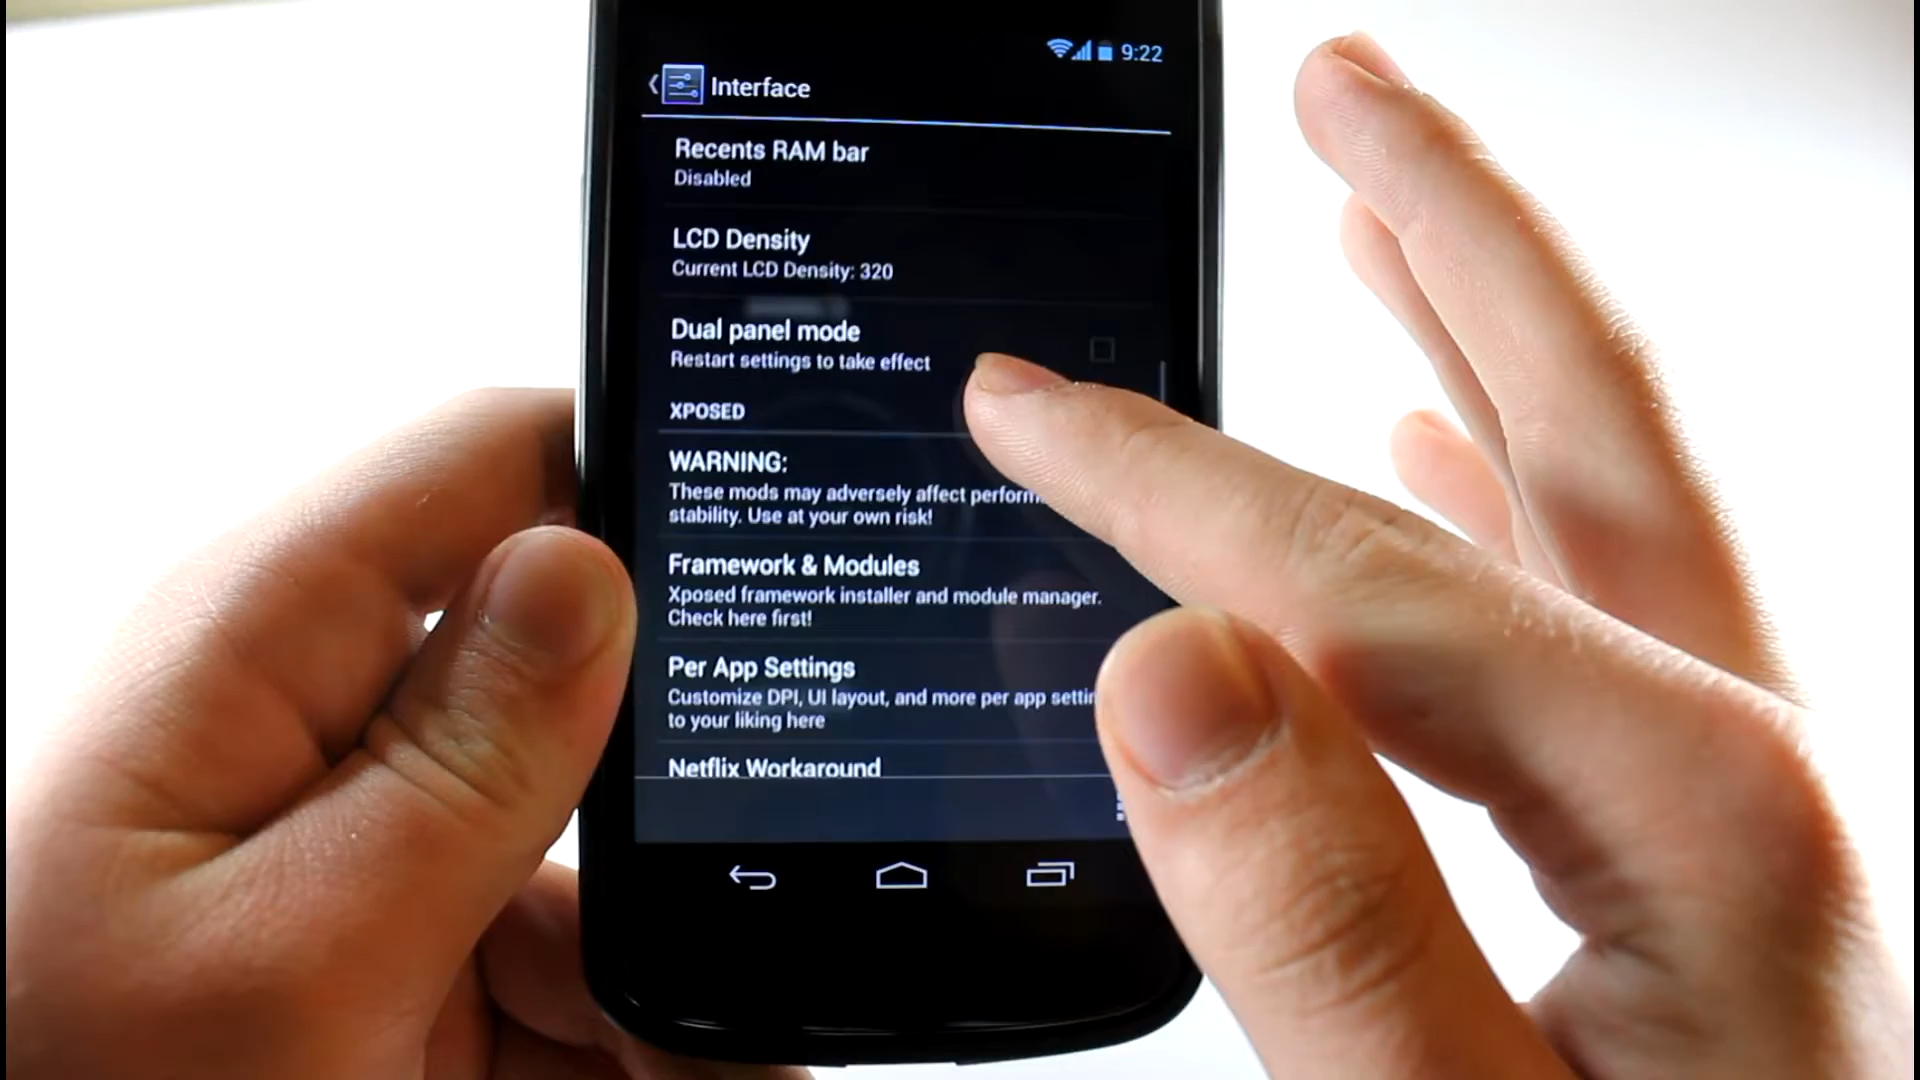 9:22
Interface
Recents RAM bar
Disabled
LCD Density
Current LCD Density: 320
Dual panel mode
Restart settings to take effect
XPOSED
WARNING:
These mods may adversely affect
stability. Use at your own risk!
Framework & Modules
Xposed framework installer and module manager.
Check here first!
Per App Settings
Customize DPI, UI layout, and more per app
to your liking here
Netflix Workaround